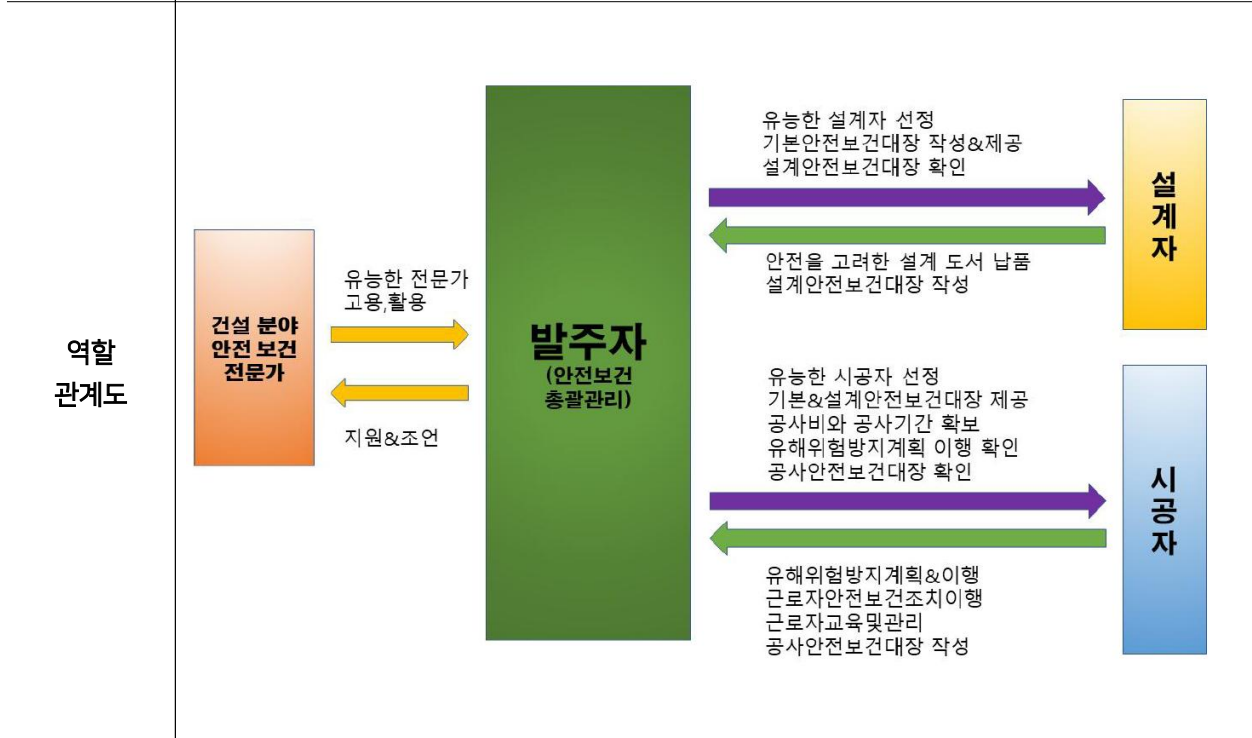 역할
관계도
건설 분야
안전 보건
전문가
유능한 전문가
고용,활용
지원&조언
발주자
(안전보건
총괄관리)
유능한 설계자 선정
기본안전보건대장 작성&제공
설계안전보건대장 확인
안전을 고려한 설계 도서 납품
설계안전보건대장 작성
설계자
유능한 시공자 선정
기본&설계안전보건대장 제공
공사비와 공사기간 확보
유해위험방지계획 이행 확인
공사안전보건대장 확인
유해위험방지계획&이행
근로자안전보건조치이행
근로자교육및관리
공사안전보건대장 작성
시공자